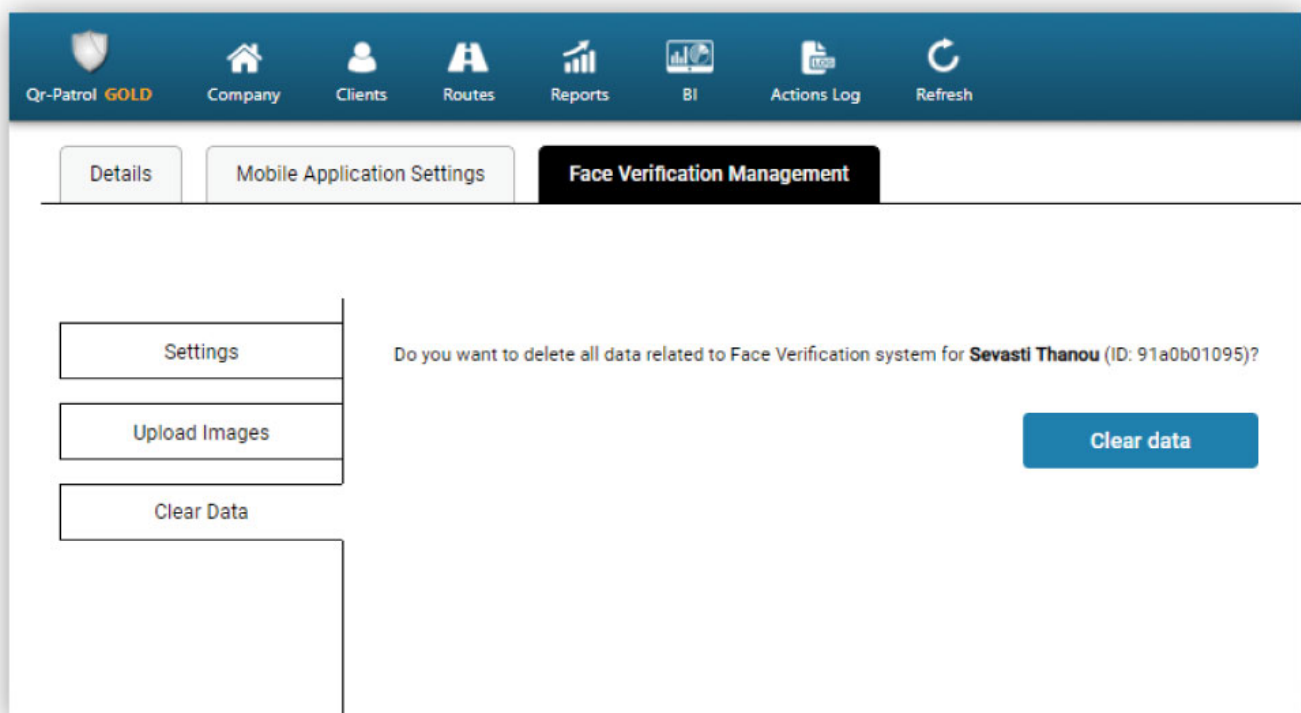 Qr-Patrol GOLD Company Clients Routes Reports BI LOG Actions Log Refresh
Details Mobile Application Settings Face Verification Management
Settings
Do you want to delete all data related to Face Verification system for Sevasti Thanou (ID: 91a0b01095)?
Upload Images
Clear data
Clear Data